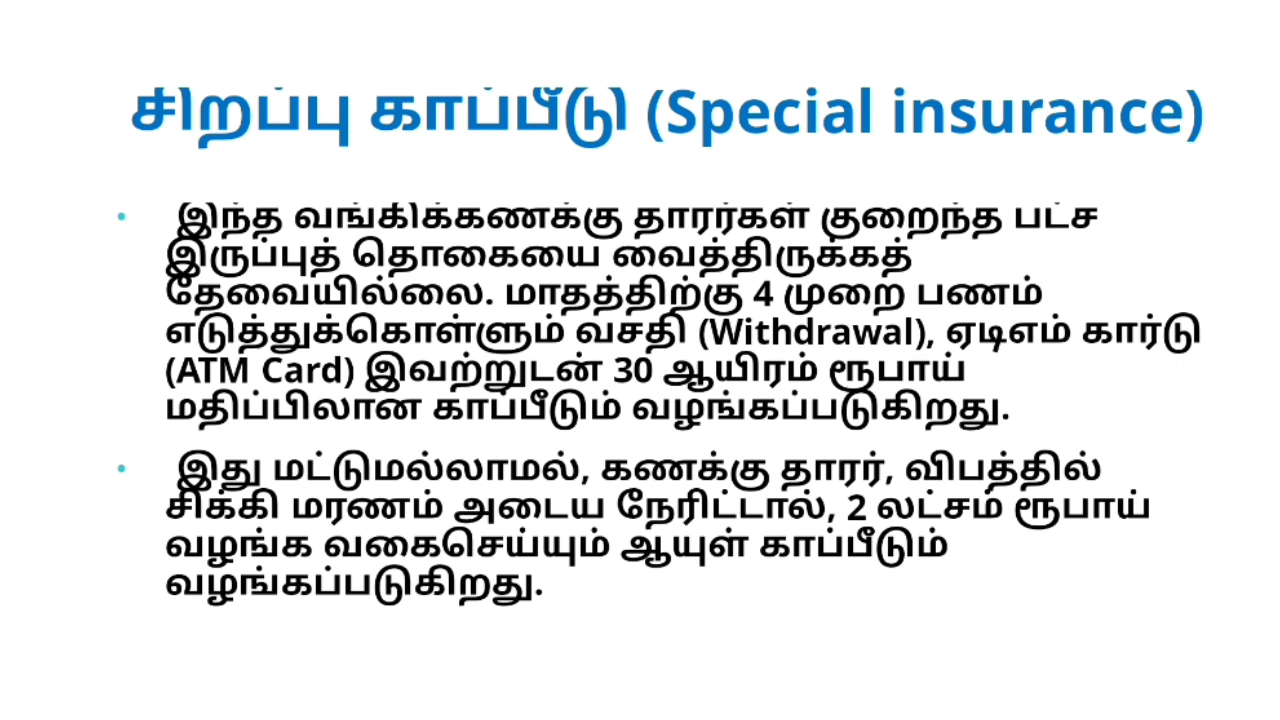 சிறப்பு காப்பீடு (Special insurance)
இந்த வங்கிக்கணக்கு தாரர்கள் குறைந்த பட்ச
இருப்புத் தொகையை வைத்திருக்கத்
தேவையில்லை. மாதத்திற்கு 4 முறை பணம்
எடுத்துக்கொள்ளும் வசதி (Withdrawal), ஏடிஎம் கார்டு
(ATM Card) இவற்றுடன் 30 ஆயிரம் ரூபாய்
மதிப்பிலான காப்பீடும் வழங்கப்படுகிறது.
இது மட்டுமல்லாமல், கணக்கு தாரர், விபத்தில்
சிக்கி மரணம் அடைய நேரிட்டால், 2 லட்சம் ரூபாய்
வழங்க வகைசெய்யும் ஆயுள் காப்பீடும்
வழங்கப்படுகிறது.